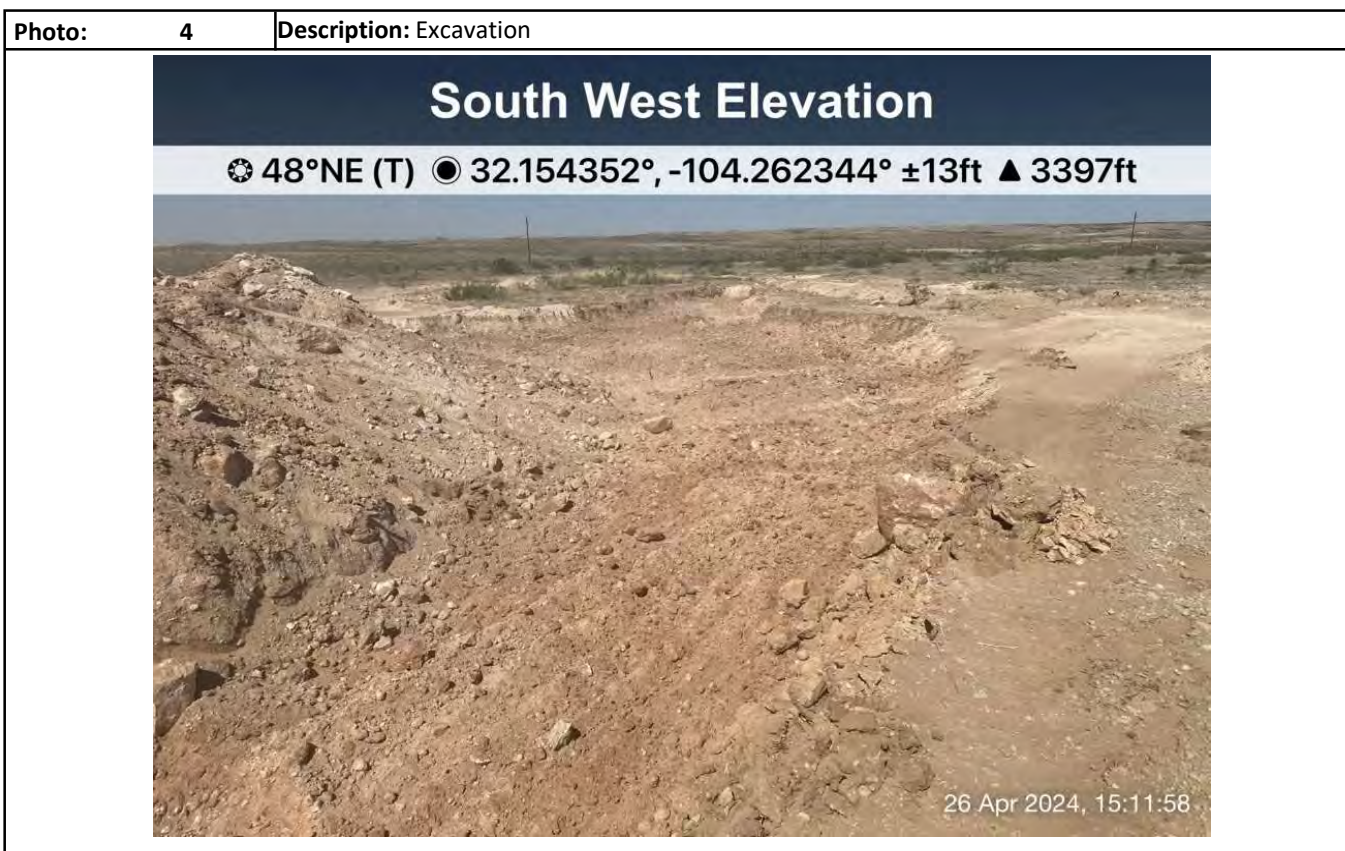 Photo: 4 Description: Excavation
South West Elevation
48°NE (T) 32.154352°, -104.262344° ±13ft ▲ 3397ft
26 Apr 2024, 15:11:58